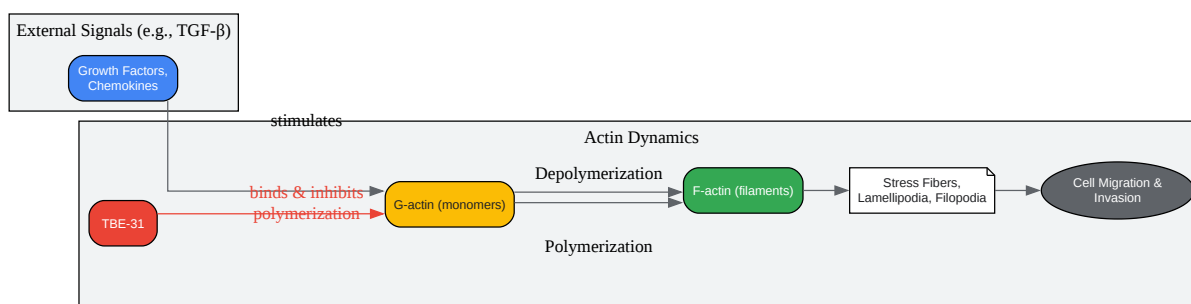 External Signals (e.g., TGF-β)
Growth Factors,
Chemokines
stimulates
Actin Dynamics
TBE-31
binds & inhibits
polymerization
G-actin (monomers)
Depolymerization
Polymerization
F-actin (filaments)
Stress Fibers,
Lamellipodia, Filopodia
Cell Migration &
Invasion